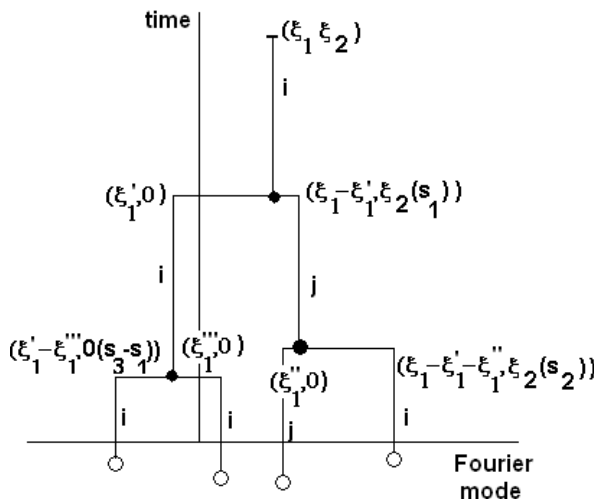 time
(ξ₁ ξ₂)
i
(ξ₁',0)
(ξ₁-ξ₁',ξ₂(s₁))
i
j
(ξ₁'-ξ₁''',0(s₃-s₁))
(ξ₁''',0)
(ξ₁'',0)
(ξ₁-ξ₁'-ξ₁'',ξ₂(s₂))
i
i
j
i
Fourier
mode